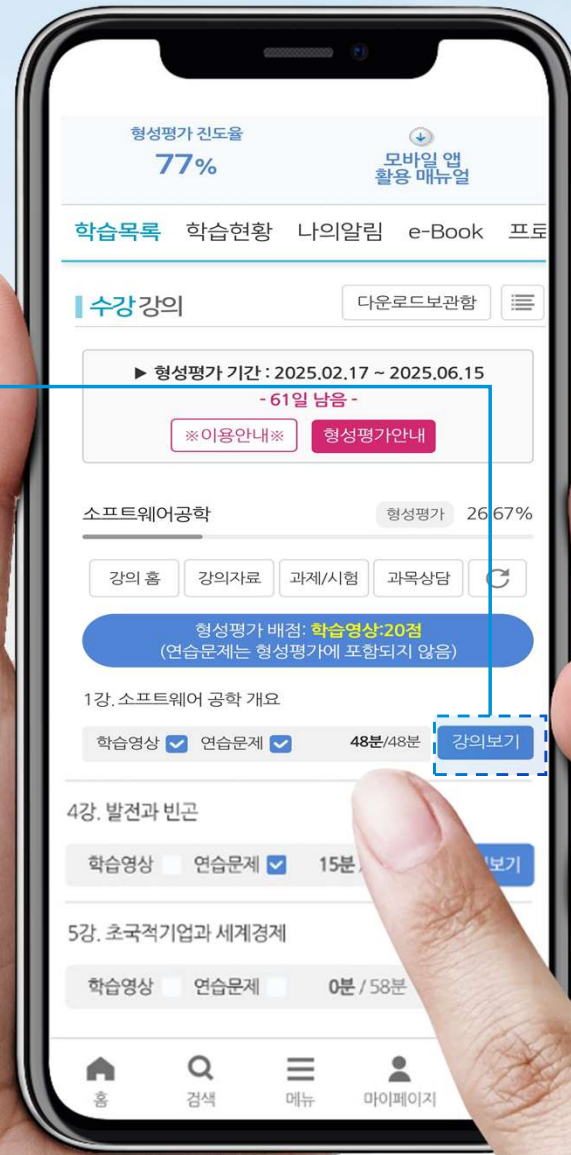 형성평가 진도율
77%
모바일 앱
활용 매뉴얼
학습목록 학습현황 나의알림 e-Book 프로
수강강의 다운로드보관함
▶ 형성평가 기간 : 2025.02.17 ~ 2025.06.15
- 61일 남음 -
※이용안내※ 형성평가안내
소프트웨어공학 형성평가 26.67%
강의 홈 강의자료 과제/시험 과목상담
형성평가 배점: 학습영상:20점
(연습문제는 형성평가에 포함되지 않음)
1강. 소프트웨어 공학 개요
학습영상 연습문제 48분/48분 강의보기
4강. 발전과 빈곤
학습영상 연습문제 15분 보기
5강. 초국적기업과 세계경제
학습영상 연습문제 0분 / 58분
홈 검색 메뉴 마이페이지